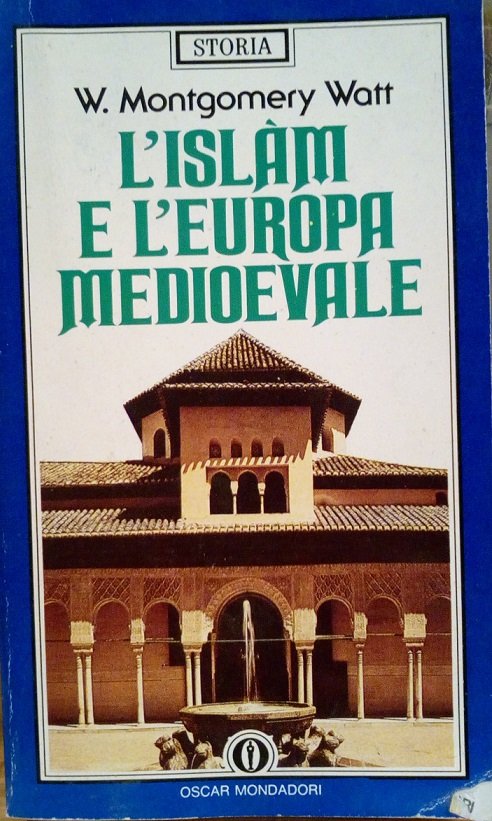 STORIA
W. Montgomery Watt
L'ISLÀM
E L'EUROPA
MEDIOEVALE
OSCAR MONDADORI